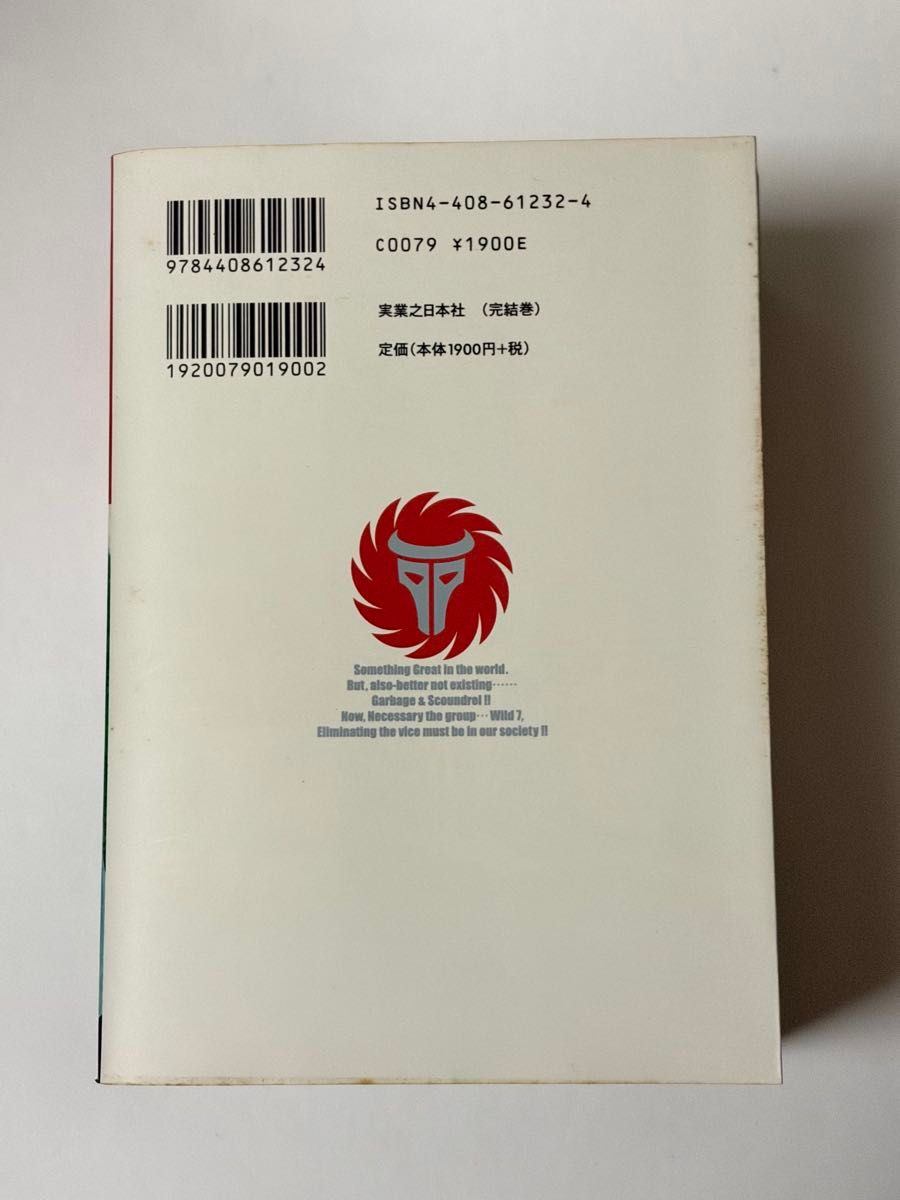 ISBN4-408-61232-4
9784408612324
C0079 ¥1900E
1920079019002
実業之日本社 （完結巻）
定価（本体1900円+税）
Something Great in the world.
But, also-better not existing……
Garbage & Scoundrel !!
Now, Necessary the group… Wild 7,
Eliminating the vice must be in our society !!